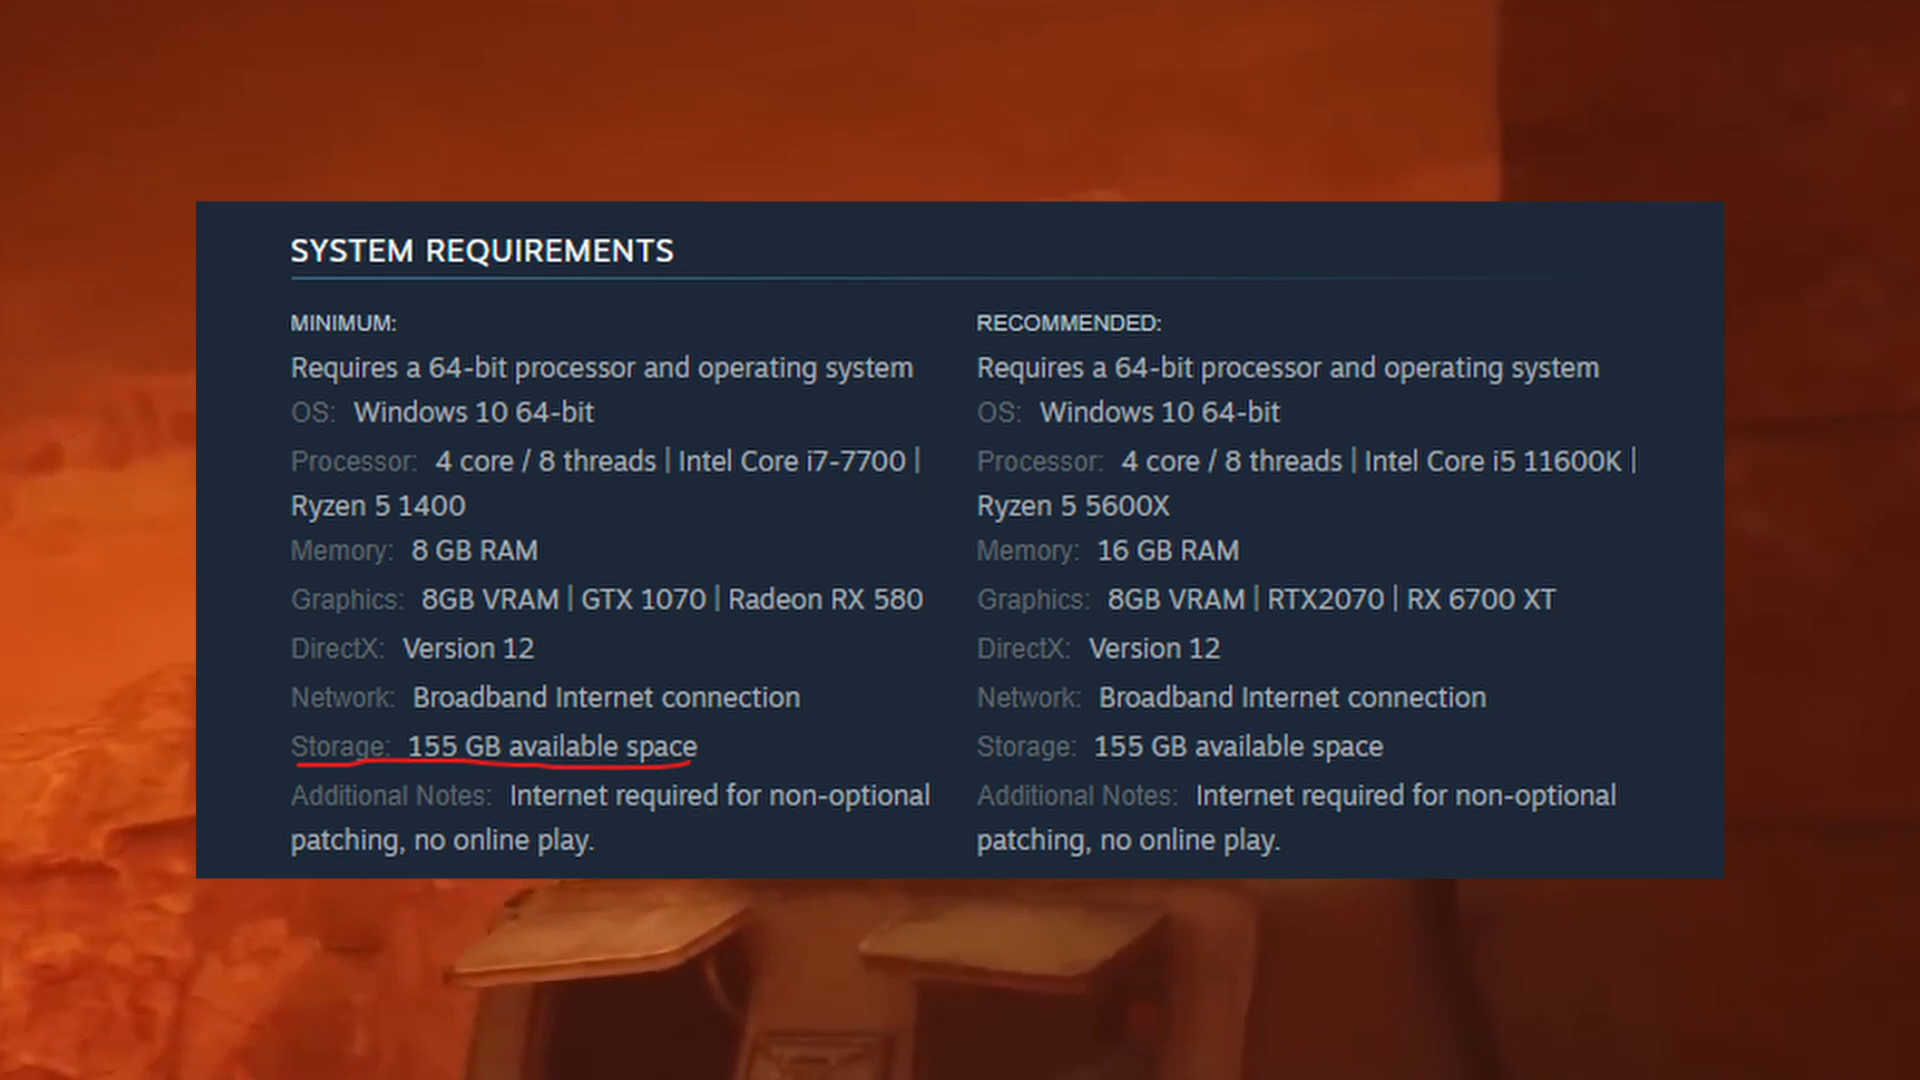 SYSTEM REQUIREMENTS
MINIMUM:
Requires a 64-bit processor and operating system
OS: Windows 10 64-bit
Processor: 4 core / 8 threads | Intel Core i7-7700 |
Ryzen 5 1400
Memory: 8 GB RAM
Graphics: 8GB VRAM | GTX 1070 | Radeon RX 580
DirectX: Version 12
Network: Broadband Internet connection
Storage: 155 GB available space
Additional Notes: Internet required for non-optional
patching, no online play.
RECOMMENDED:
Requires a 64-bit processor and operating system
OS: Windows 10 64-bit
Processor: 4 core / 8 threads | Intel Core i5 11600K |
Ryzen 5 5600X
Memory: 16 GB RAM
Graphics: 8GB VRAM | RTX2070 | RX 6700 XT
DirectX: Version 12
Network: Broadband Internet connection
Storage: 155 GB available space
Additional Notes: Internet required for non-optional
patching, no online play.